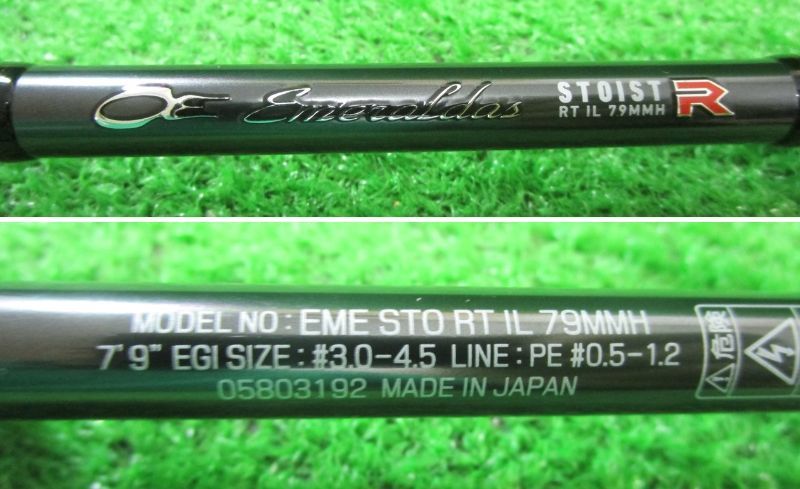 Emeraldas STOIST R
RT IL 79MMH
MODEL NO : EME STO RT IL 79MMH
7'9" EGI SIZE : #3.0-4.5 LINE : PE #0.5-1.2
05803192 MADE IN JAPAN
危険